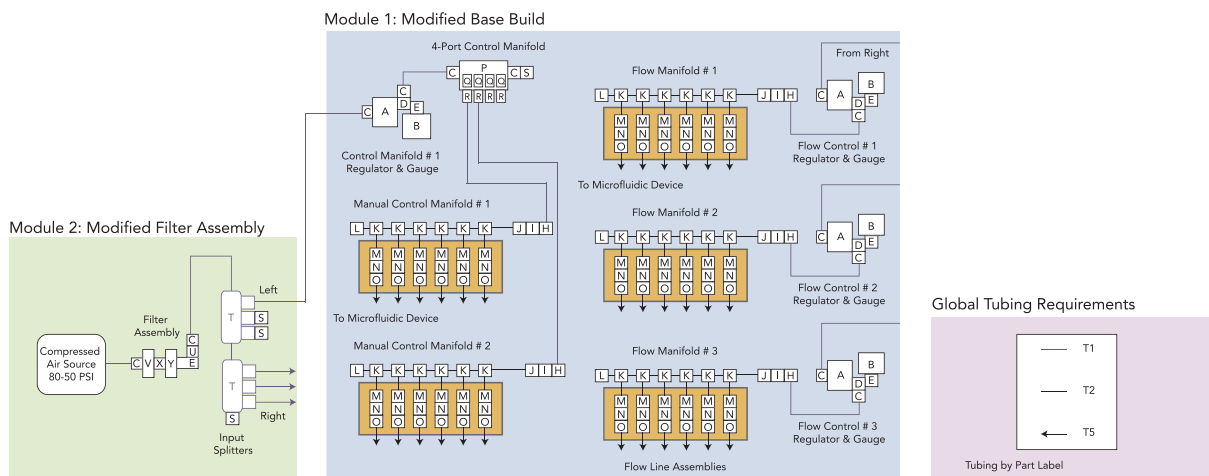 Module 1: Modified Base Build
4-Port Control Manifold
C P C S
Q Q Q Q
R R R R
C A C D E B
Control Manifold # 1
Regulator & Gauge
Manual Control Manifold # 1
L K K K K K K J I H
M M M M M M
N N N N N N
O O O O O O
To Microfluidic Device
Manual Control Manifold # 2
L K K K K K K J I H
M M M M M M
N N N N N N
O O O O O O
Flow Manifold # 1
L K K K K K K J I H
M M M M M M
N N N N N N
O O O O O O
To Microfluidic Device
From Right
C A B D E C
Flow Control # 1
Regulator & Gauge
Flow Manifold # 2
L K K K K K K J I H
M M M M M M
N N N N N N
O O O O O O
C A B D E C
Flow Control # 2
Regulator & Gauge
Flow Manifold # 3
L K K K K K K J I H
M M M M M M
N N N N N N
O O O O O O
C A B D E C
Flow Control # 3
Regulator & Gauge
Flow Line Assemblies
Module 2: Modified Filter Assembly
Compressed
Air Source
80-50 PSI
Filter
Assembly
C V X Y E U C
Left
T S S
T S
Right
Input
Splitters
Global Tubing Requirements
T1
T2
T5
Tubing by Part Label